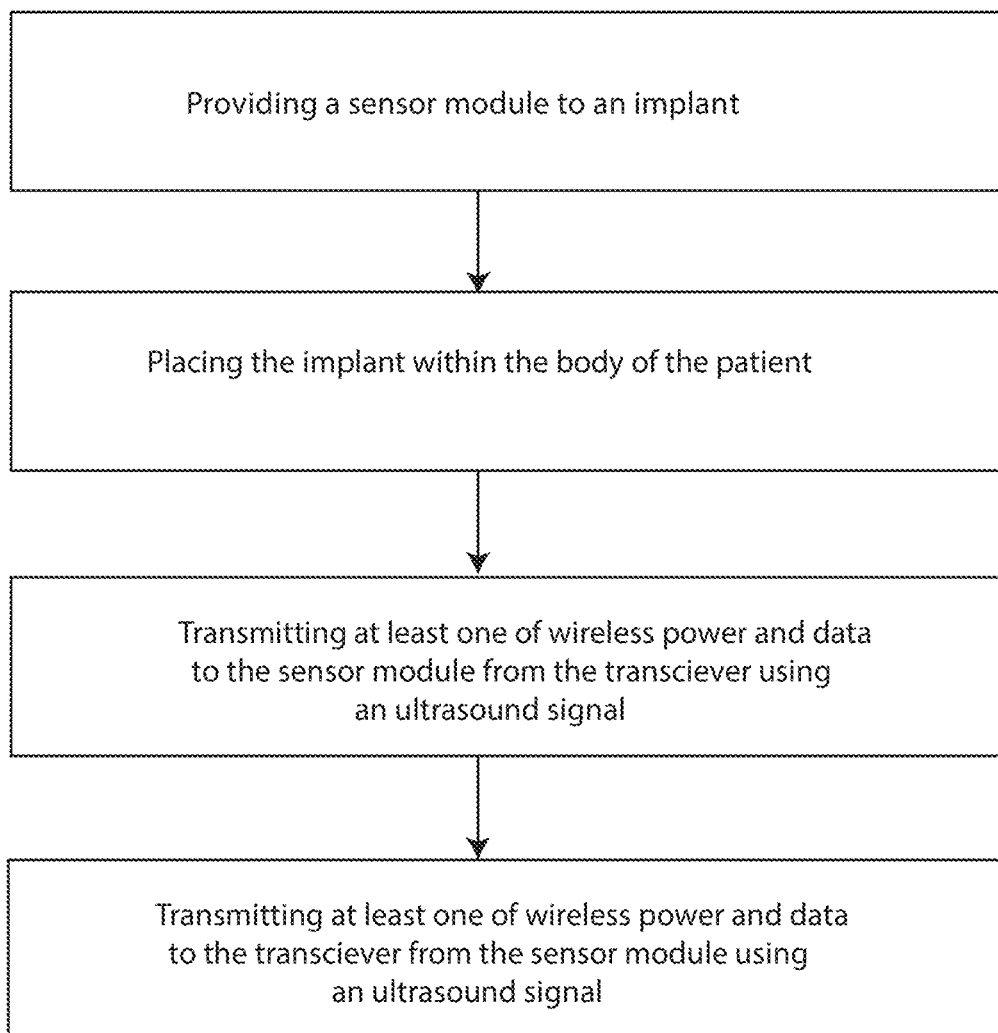 Providing a sensor module to an implant
Placing the implant within the body of the patient
Transmitting at least one of wireless power and data
to the sensor module from the transciever using
an ultrasound signal
Transmitting at least one of wireless power and data
to the transciever from the sensor module using
an ultrasound signal